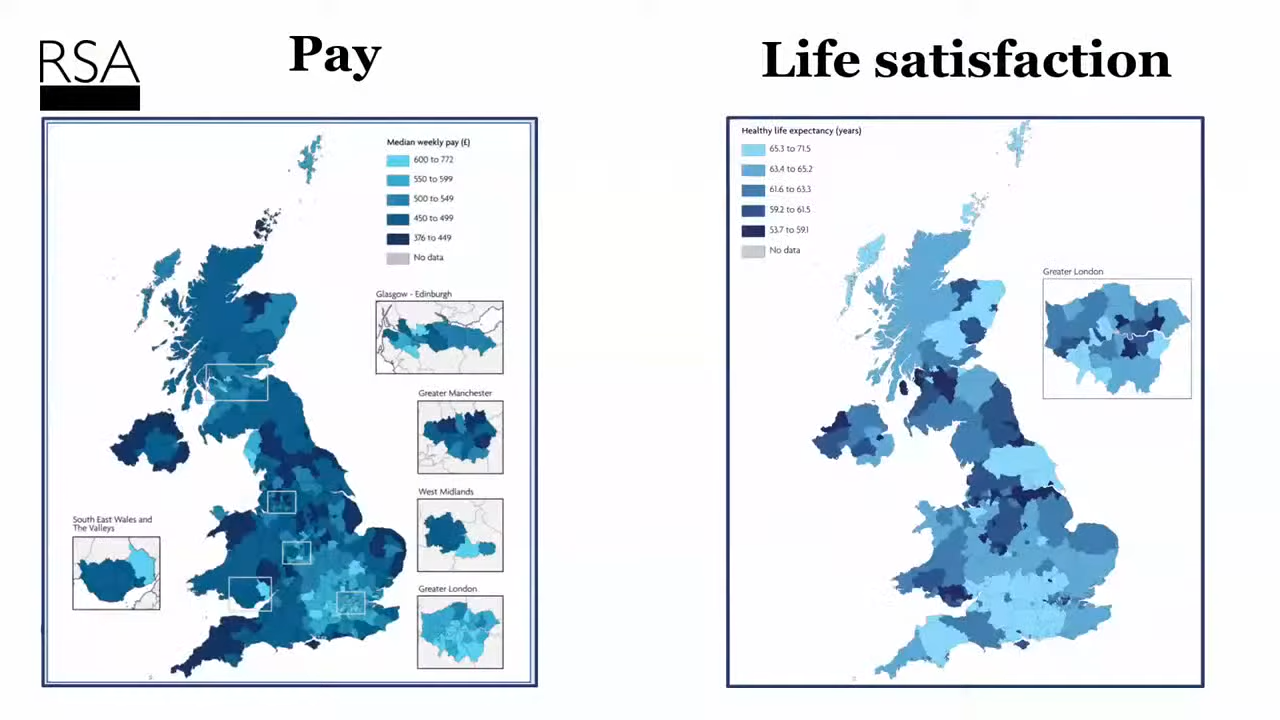 RSA
Pay
Life satisfaction
Median weekly pay (£)
600 to 772
550 to 599
500 to 549
450 to 499
376 to 449
No data
Glasgow - Edinburgh
Greater Manchester
West Midlands
South East Wales and
The Valleys
Greater London
Healthy life expectancy (years)
65.3 to 71.5
63.4 to 65.2
61.6 to 63.3
59.2 to 61.5
53.7 to 59.1
No data
Greater London